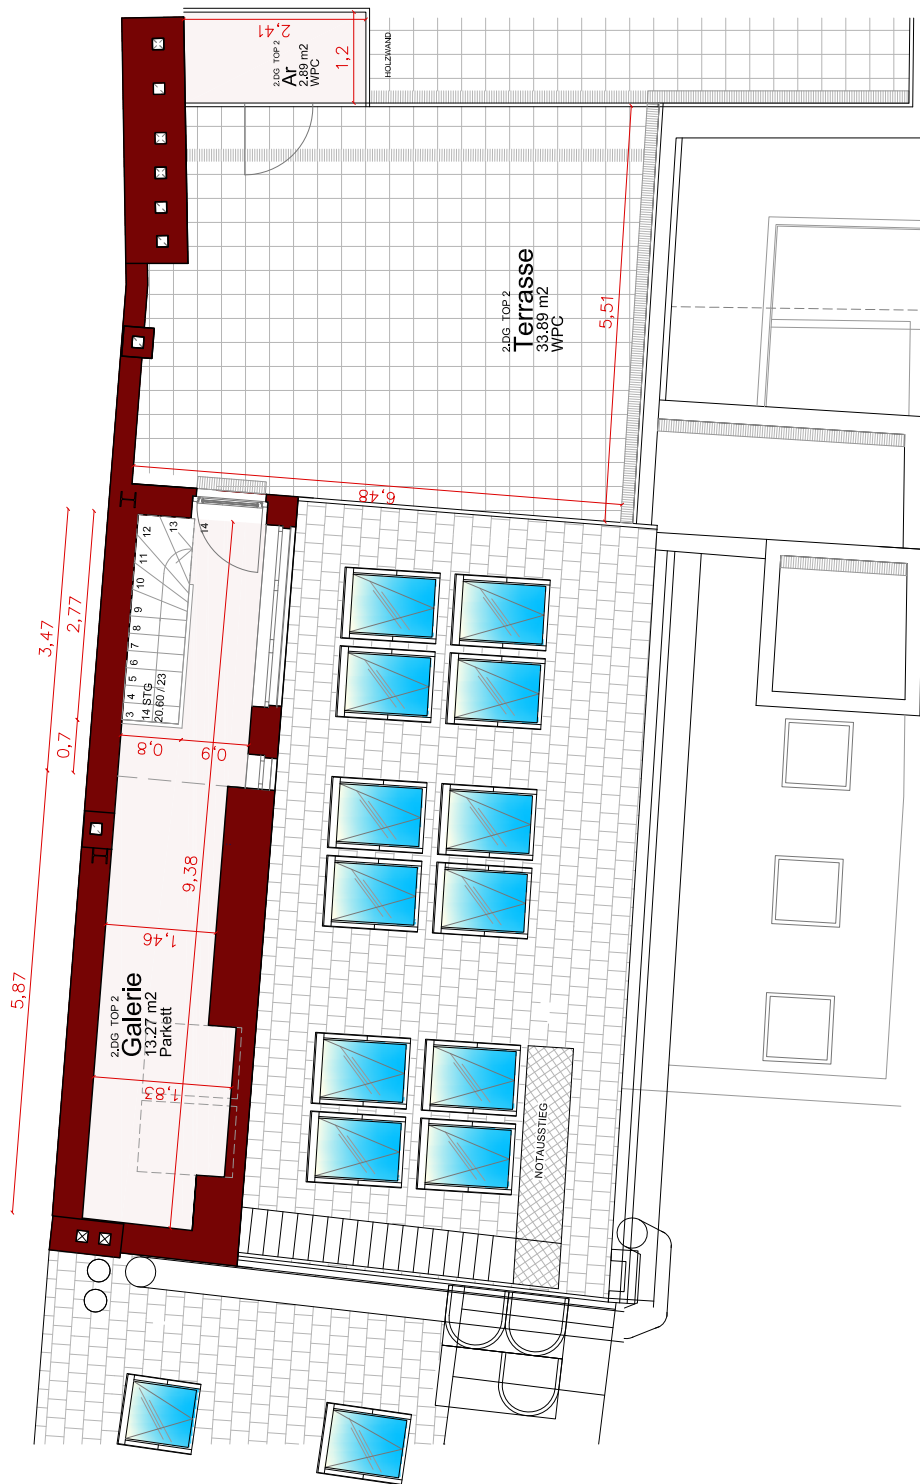 2,41
1,2
2.DG TOP 2
Ar
2.89 m2
WPC
HOLZWAND
2.DG TOP 2
Terrasse
33.89 m2
WPC
5,51
6,48
3,47
2,77
0,7
5,87
3
4
5
6
7
8
9
10
11
12
13
14
14 STG
20.60 / 23
0,8
0,9
9,38
1,46
2.DG TOP 2
Galerie
13.27 m2
Parkett
1,83
NOTAUSSTIEG